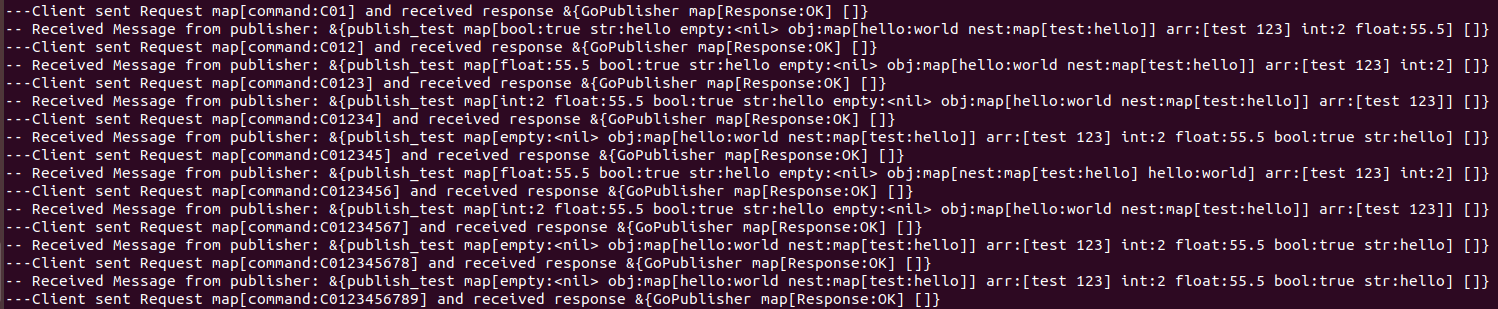 ---Client sent Request map[command:C01] and received response &{GoPublisher map[Response:OK] []}
-- Received Message from publisher: &{publish_test map[bool:true str:hello empty:<nil> obj:map[hello:world nest:map[test:hello]] arr:[test 123] int:2 float:55.5] []}
---Client sent Request map[command:C012] and received response &{GoPublisher map[Response:OK] []}
-- Received Message from publisher: &{publish_test map[float:55.5 bool:true str:hello empty:<nil> obj:map[hello:world nest:map[test:hello]] arr:[test 123] int:2] []}
---Client sent Request map[command:C0123] and received response &{GoPublisher map[Response:OK] []}
-- Received Message from publisher: &{publish_test map[int:2 float:55.5 bool:true str:hello empty:<nil> obj:map[hello:world nest:map[test:hello]] arr:[test 123]] []}
---Client sent Request map[command:C01234] and received response &{GoPublisher map[Response:OK] []}
-- Received Message from publisher: &{publish_test map[empty:<nil> obj:map[hello:world nest:map[test:hello]] arr:[test 123] int:2 float:55.5 bool:true str:hello] []}
---Client sent Request map[command:C012345] and received response &{GoPublisher map[Response:OK] []}
-- Received Message from publisher: &{publish_test map[float:55.5 bool:true str:hello empty:<nil> obj:map[nest:map[test:hello] hello:world] arr:[test 123] int:2] []}
---Client sent Request map[command:C0123456] and received response &{GoPublisher map[Response:OK] []}
-- Received Message from publisher: &{publish_test map[int:2 float:55.5 bool:true str:hello empty:<nil> obj:map[hello:world nest:map[test:hello]] arr:[test 123]] []}
---Client sent Request map[command:C01234567] and received response &{GoPublisher map[Response:OK] []}
-- Received Message from publisher: &{publish_test map[empty:<nil> obj:map[hello:world nest:map[test:hello]] arr:[test 123] int:2 float:55.5 bool:true str:hello] []}
---Client sent Request map[command:C012345678] and received response &{GoPublisher map[Response:OK] []}
-- Received Message from publisher: &{publish_test map[empty:<nil> obj:map[hello:world nest:map[test:hello]] arr:[test 123] int:2 float:55.5 bool:true str:hello] []}
---Client sent Request map[command:C0123456789] and received response &{GoPublisher map[Response:OK] []}